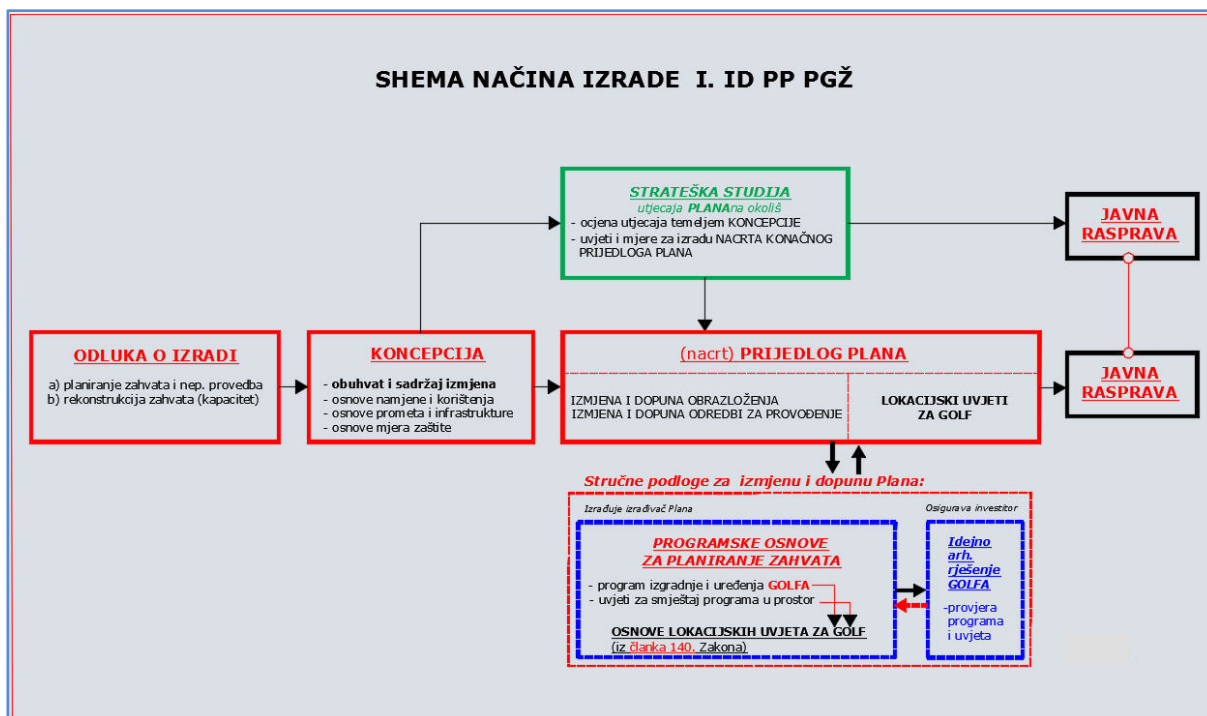 SHEMA NAČINA IZRADE I. ID PP PGŽ
STRATEŠKA STUDIJA
utjecaja PLANAna okoliš
- ocjena utjecaja temeljem KONCEPCIJE
- uvjeti i mjere za izradu NACRTA KONAČNOG
PRIJEDLOGA PLANA
JAVNA
RASPRAVA
ODLUKA O IZRADI
a) planiranje zahvata i nep. provedba
b) rekonstrukcija zahvata (kapacitet)
KONCEPCIJA
- obuhvat i sadržaj izmjena
- osnove namjene i korištenja
- osnove prometa i infrastrukture
- osnove mjera zaštite
(nacrt) PRIJEDLOG PLANA
IZMJENA I DOPUNA OBRAZLOŽENJA
IZMJENA I DOPUNA ODREDBI ZA PROVOĐENJE
LOKACIJSKI UVJETI
ZA GOLF
JAVNA
RASPRAVA
Stručne podloge za izmjenu i dopunu Plana:
Izrađuje izrađivač Plana
Osigurava investitor
PROGRAMSKE OSNOVE
ZA PLANIRANJE ZAHVATA
- program izgradnje i uređenja GOLFA
- uvjeti za smještaj programa u prostor
OSNOVE LOKACIJSKIH UVJETA ZA GOLF
(iz članka 140. Zakona)
Idejno
arh.
rješenje
GOLFA
-provjera
programa
i uvjeta